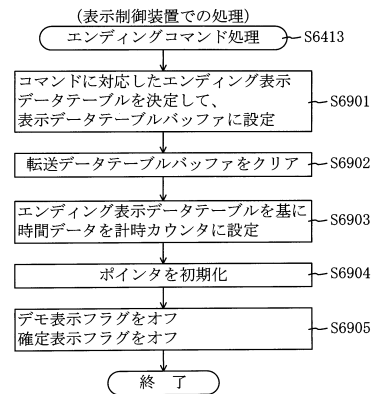 (表示制御装置での処理)
エンディングコマンド処理
S6413
コマンドに対応したエンディング表示
データテーブルを決定して、
表示データテーブルバッファに設定
S6901
転送データテーブルバッファをクリア
S6902
エンディング表示データテーブルを基に
時間データを計時カウンタに設定
S6903
ポインタを初期化
S6904
デモ表示フラグをオフ
確定表示フラグをオフ
S6905
終 了